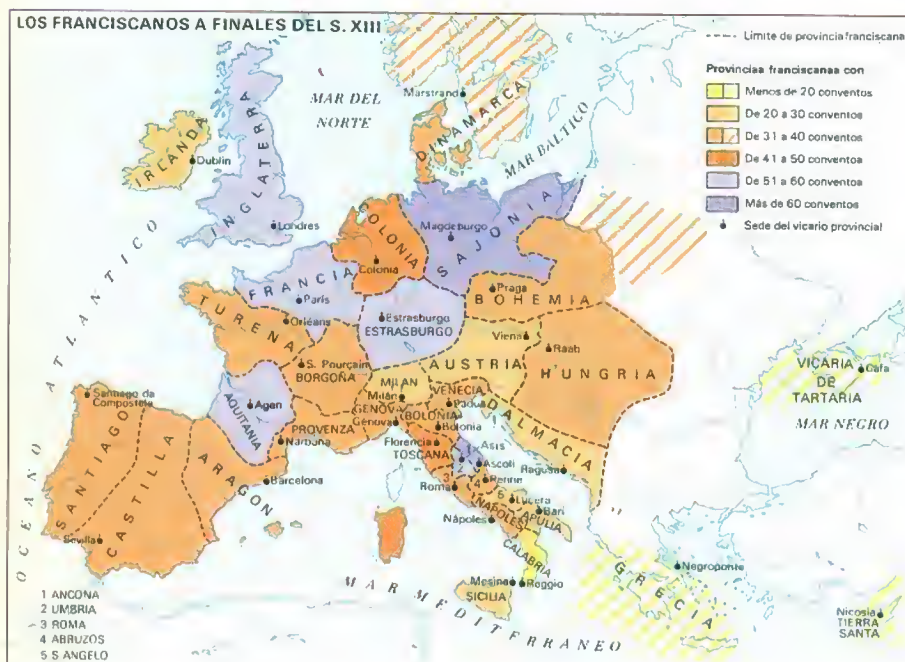 LOS FRANCISCANOS A FINALES DEL S. XIII
Límite de provincia franciscana
Provincias franciscanas con
Menos de 20 conventos
De 20 a 30 conventos
De 31 a 40 conventos
De 41 a 50 conventos
De 51 a 60 conventos
Más de 60 conventos
Sede del vicario provincial
MAR DEL
NORTE
Marstrand
DINAMARCA
MAR BALTICO
IRLANDA
Dublin
INGLATERRA
Londres
COLONIA
Colonia
Magdeburgo
SAJONIA
OCEANO ATLANTICO
FRANCIA
París
Praga
BOHEMIA
TURENA
Orléans
Estrasburgo
ESTRASBURGO
Viena
AUSTRIA
Raab
HUNGRIA
S. Pourçain
BORGOÑA
MILAN
Milán
VENECIA
Padua
GENOVA
Génova
BOLONIA
Bolonia
DALMACIA
VICARIA
DE
TARTARIA
Cafa
MAR NEGRO
Santiago de
Compostela
AQUITANIA
Agen
PROVENZA
Narbona
Florencia
TOSCANA
Asís
1
2
Ascoli
Penne
3
4
5
Ragusa
SANTIAGO
CASTILLA
ARAGON
Barcelona
Roma
Lucera
NAPOLES
APULIA
Bari
Nápoles
Sevilla
CALABRIA
Mesina
Reggio
SICILIA
Negroponte
GRECIA
Nicosia
TIERRA
SANTA
MAR MEDITERRANEO
1 ANCONA
2 UMBRIA
3 ROMA
4 ABRUZOS
5 S ANGELO